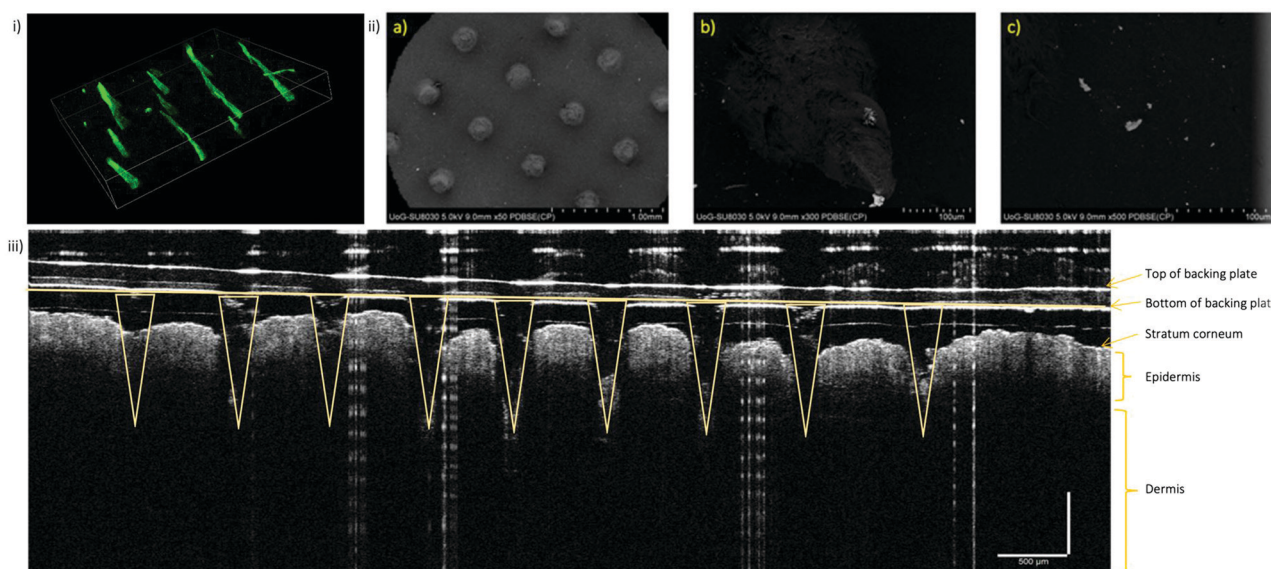 i)
ii)
a)
b)
c)
UoG-SU8030 5.0kV 9.0mm x50 PDBSE(CP)
1.00mm
UoG-SU8030 5.0kV 9.0mm x300 PDBSE(CP)
100um
UoG-SU8030 5.0kV 9.0mm x500 PDBSE(CP)
100um
iii)
Top of backing plate
Bottom of backing plat
Stratum corneum
Epidermis
Dermis
500 µm